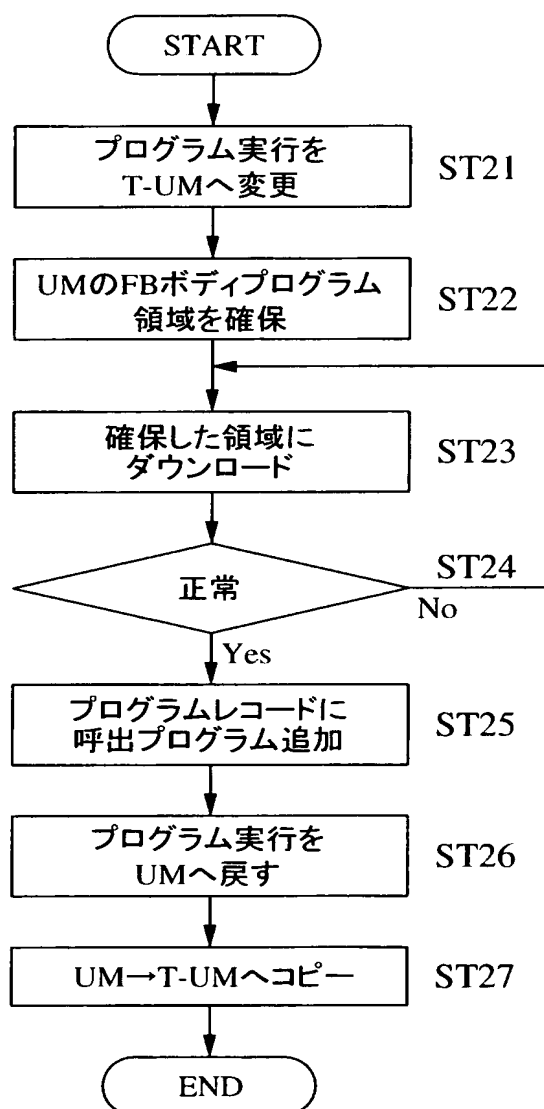 START
プログラム実行を
T-UMへ変更
ST21
UMのFBボディプログラム
領域を確保
ST22
確保した領域に
ダウンロード
ST23
正常
ST24
No
Yes
プログラムレコードに
呼出プログラム追加
ST25
プログラム実行を
UMへ戻す
ST26
UM→T-UMへコピー
ST27
END